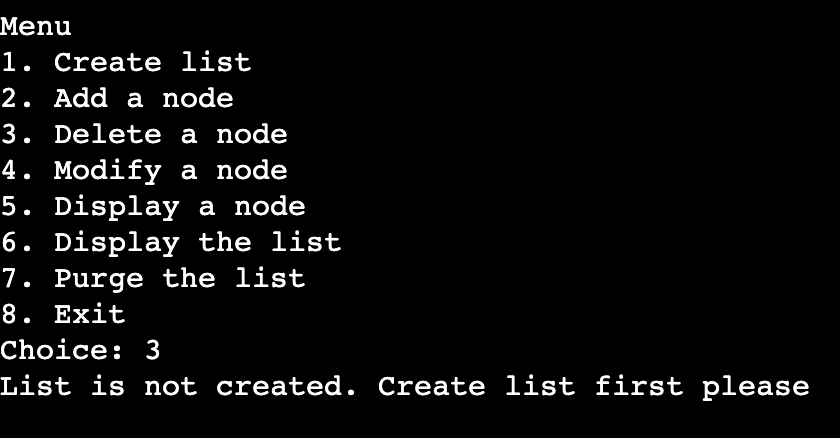 Menu
1. Create list
2. Add a node
3. Delete a node
4. Modify a node
5. Display a node
6. Display the list
7. Purge the list
8. Exit
Choice: 3
List is not created. Create list first please